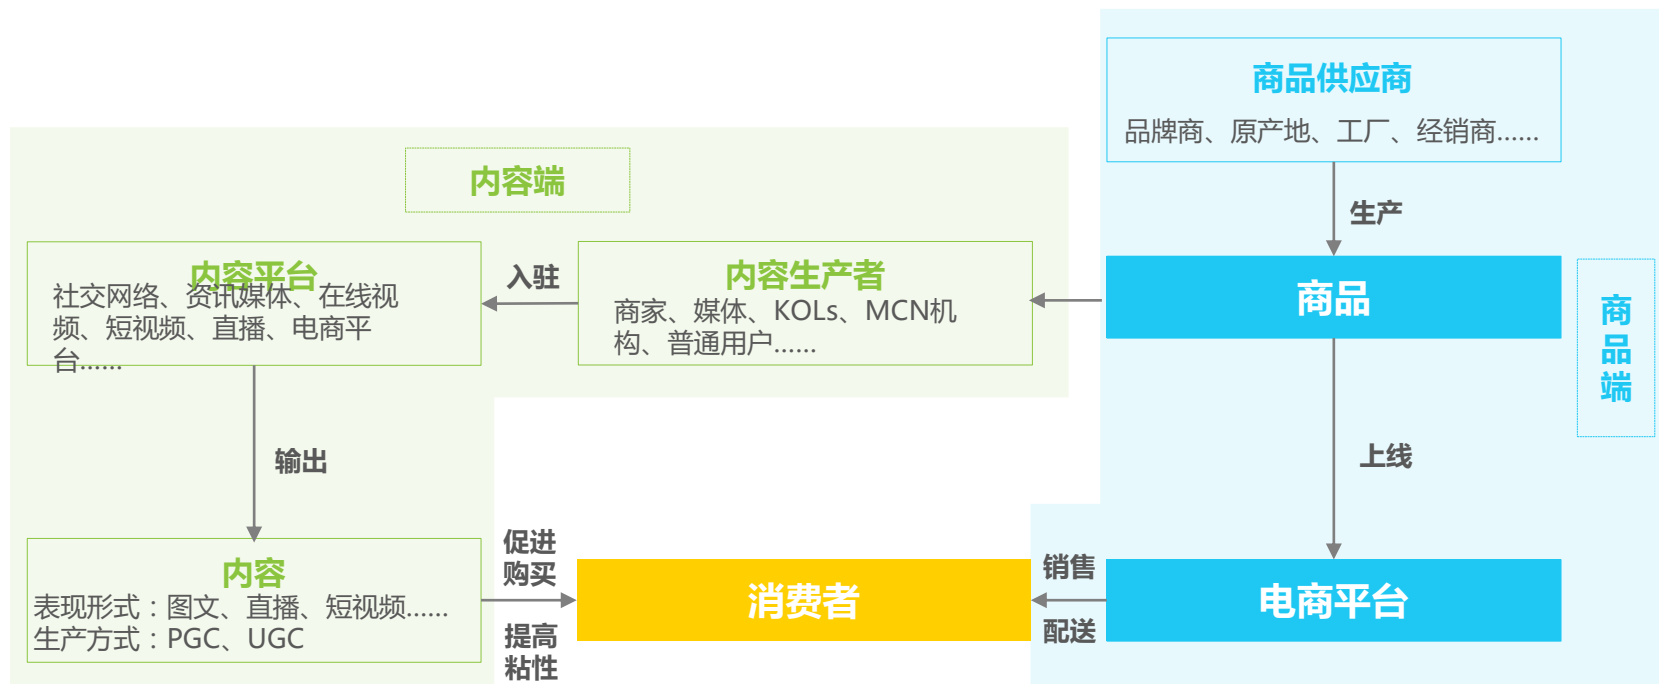 商品供应商
品牌商、原产地、工厂、经销商......
生产
商品
商
品
端
上线
内容端
内容平台
社交网络、资讯媒体、在线视
频、短视频、直播、电商平
台......
入驻
内容生产者
商家、媒体、KOLs、MCN机
构、普通用户......
输出
内容
表现形式：图文、直播、短视频......
生产方式：PGC、UGC
促进
购买
提高
粘性
消费者
销售
配送
电商平台